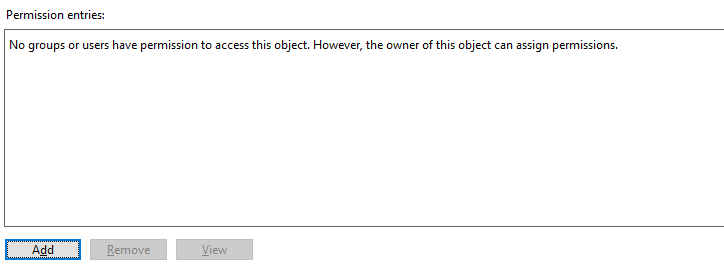 Permission entries:
No groups or users have permission to access this object. However, the owner of this object can assign permissions.
Add Remove View